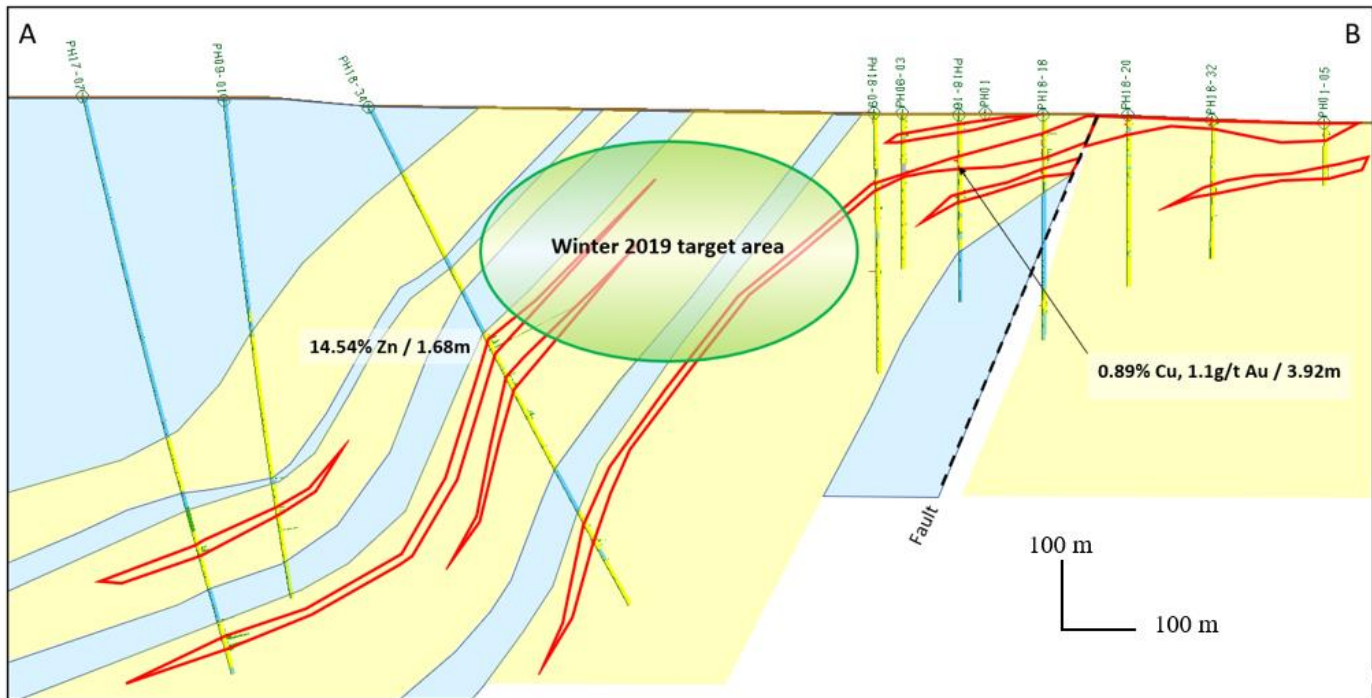 A
B
PH17-07
PH09-01
PH18-34
PH18-09
PH06-03
PH18-10
PH01
PH18-18
PH18-20
PH18-32
PH01-05
Winter 2019 target area
14.54% Zn / 1.68m
0.89% Cu, 1.1g/t Au / 3.92m
Fault
100 m
100 m